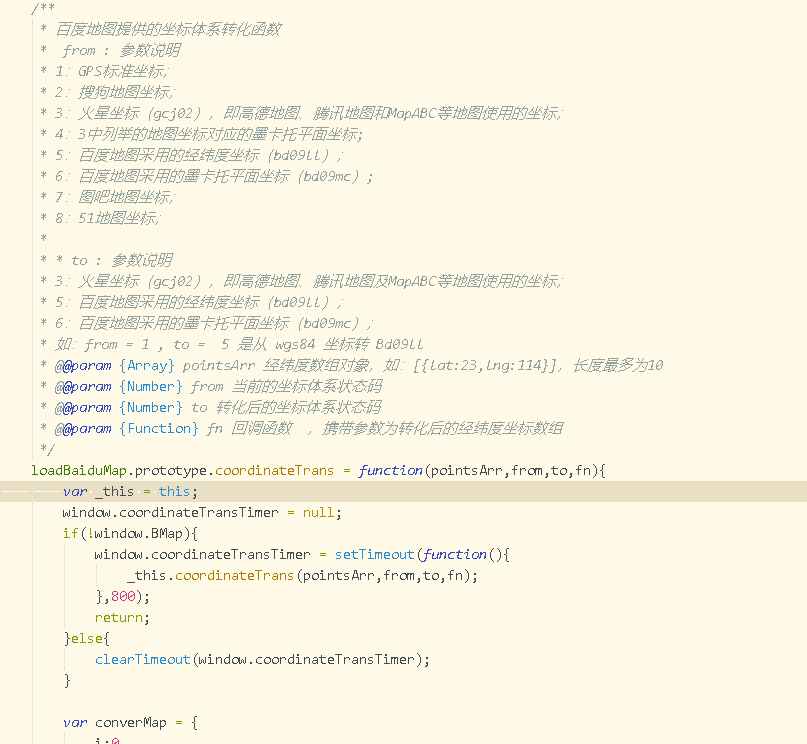 /**
 * 百度地图提供的坐标体系转化函数
 *  from : 参数说明
 * 1：GPS标准坐标;
 * 2：搜狗地图坐标;
 * 3：火星坐标（gcj02），即高德地图、腾讯地图和MapABC等地图使用的坐标;
 * 4：3中列举的地图坐标对应的墨卡托平面坐标;
 * 5：百度地图采用的经纬度坐标（bd09ll）;
 * 6：百度地图采用的墨卡托平面坐标（bd09mc）;
 * 7：图吧地图坐标;
 * 8：51地图坐标;
 *
 * * to : 参数说明
 * 3：火星坐标（gcj02），即高德地图、腾讯地图及MapABC等地图使用的坐标;
 * 5：百度地图采用的经纬度坐标（bd09ll）;
 * 6：百度地图采用的墨卡托平面坐标（bd09mc）;
 * 如：from = 1 , to =  5 是从 wgs84 坐标转 Bd09ll
 * @@param {Array} pointsArr 经纬度数组对象，如：[{lat:23,lng:114}]，长度最多为10
 * @@param {Number} from 当前的坐标体系状态码
 * @@param {Number} to 转化后的坐标体系状态码
 * @@param {Function} fn 回调函数 ，携带参数为转化后的经纬度坐标数组
 */
loadBaiduMap.prototype.coordinateTrans = function(pointsArr,from,to,fn){
    var _this = this;
    window.coordinateTransTimer = null;
    if(!window.BMap){
        window.coordinateTransTimer = setTimeout(function(){
            _this.coordinateTrans(pointsArr,from,to,fn);
        },800);
        return;
    }else{
        clearTimeout(window.coordinateTransTimer);
    }
    var converMap = {
        i:0